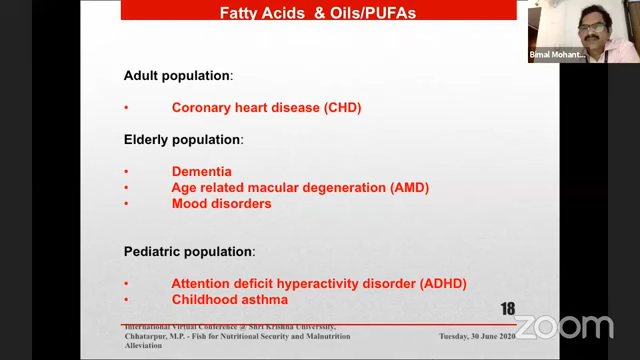 Fatty Acids & Oils/PUFAs
Bimal Mohant...
Adult population:
• Coronary heart disease (CHD)
Elderly population:
• Dementia
• Age related macular degeneration (AMD)
• Mood disorders
Pediatric population:
• Attention deficit hyperactivity disorder (ADHD)
• Childhood asthma
18
International Virtual Conference @ Shri Krishna University,
Chhatarpur, M.P. - Fish for Nutritional Security and Malnutrition
Alleviation
Tuesday, 30 June 2020
zoom